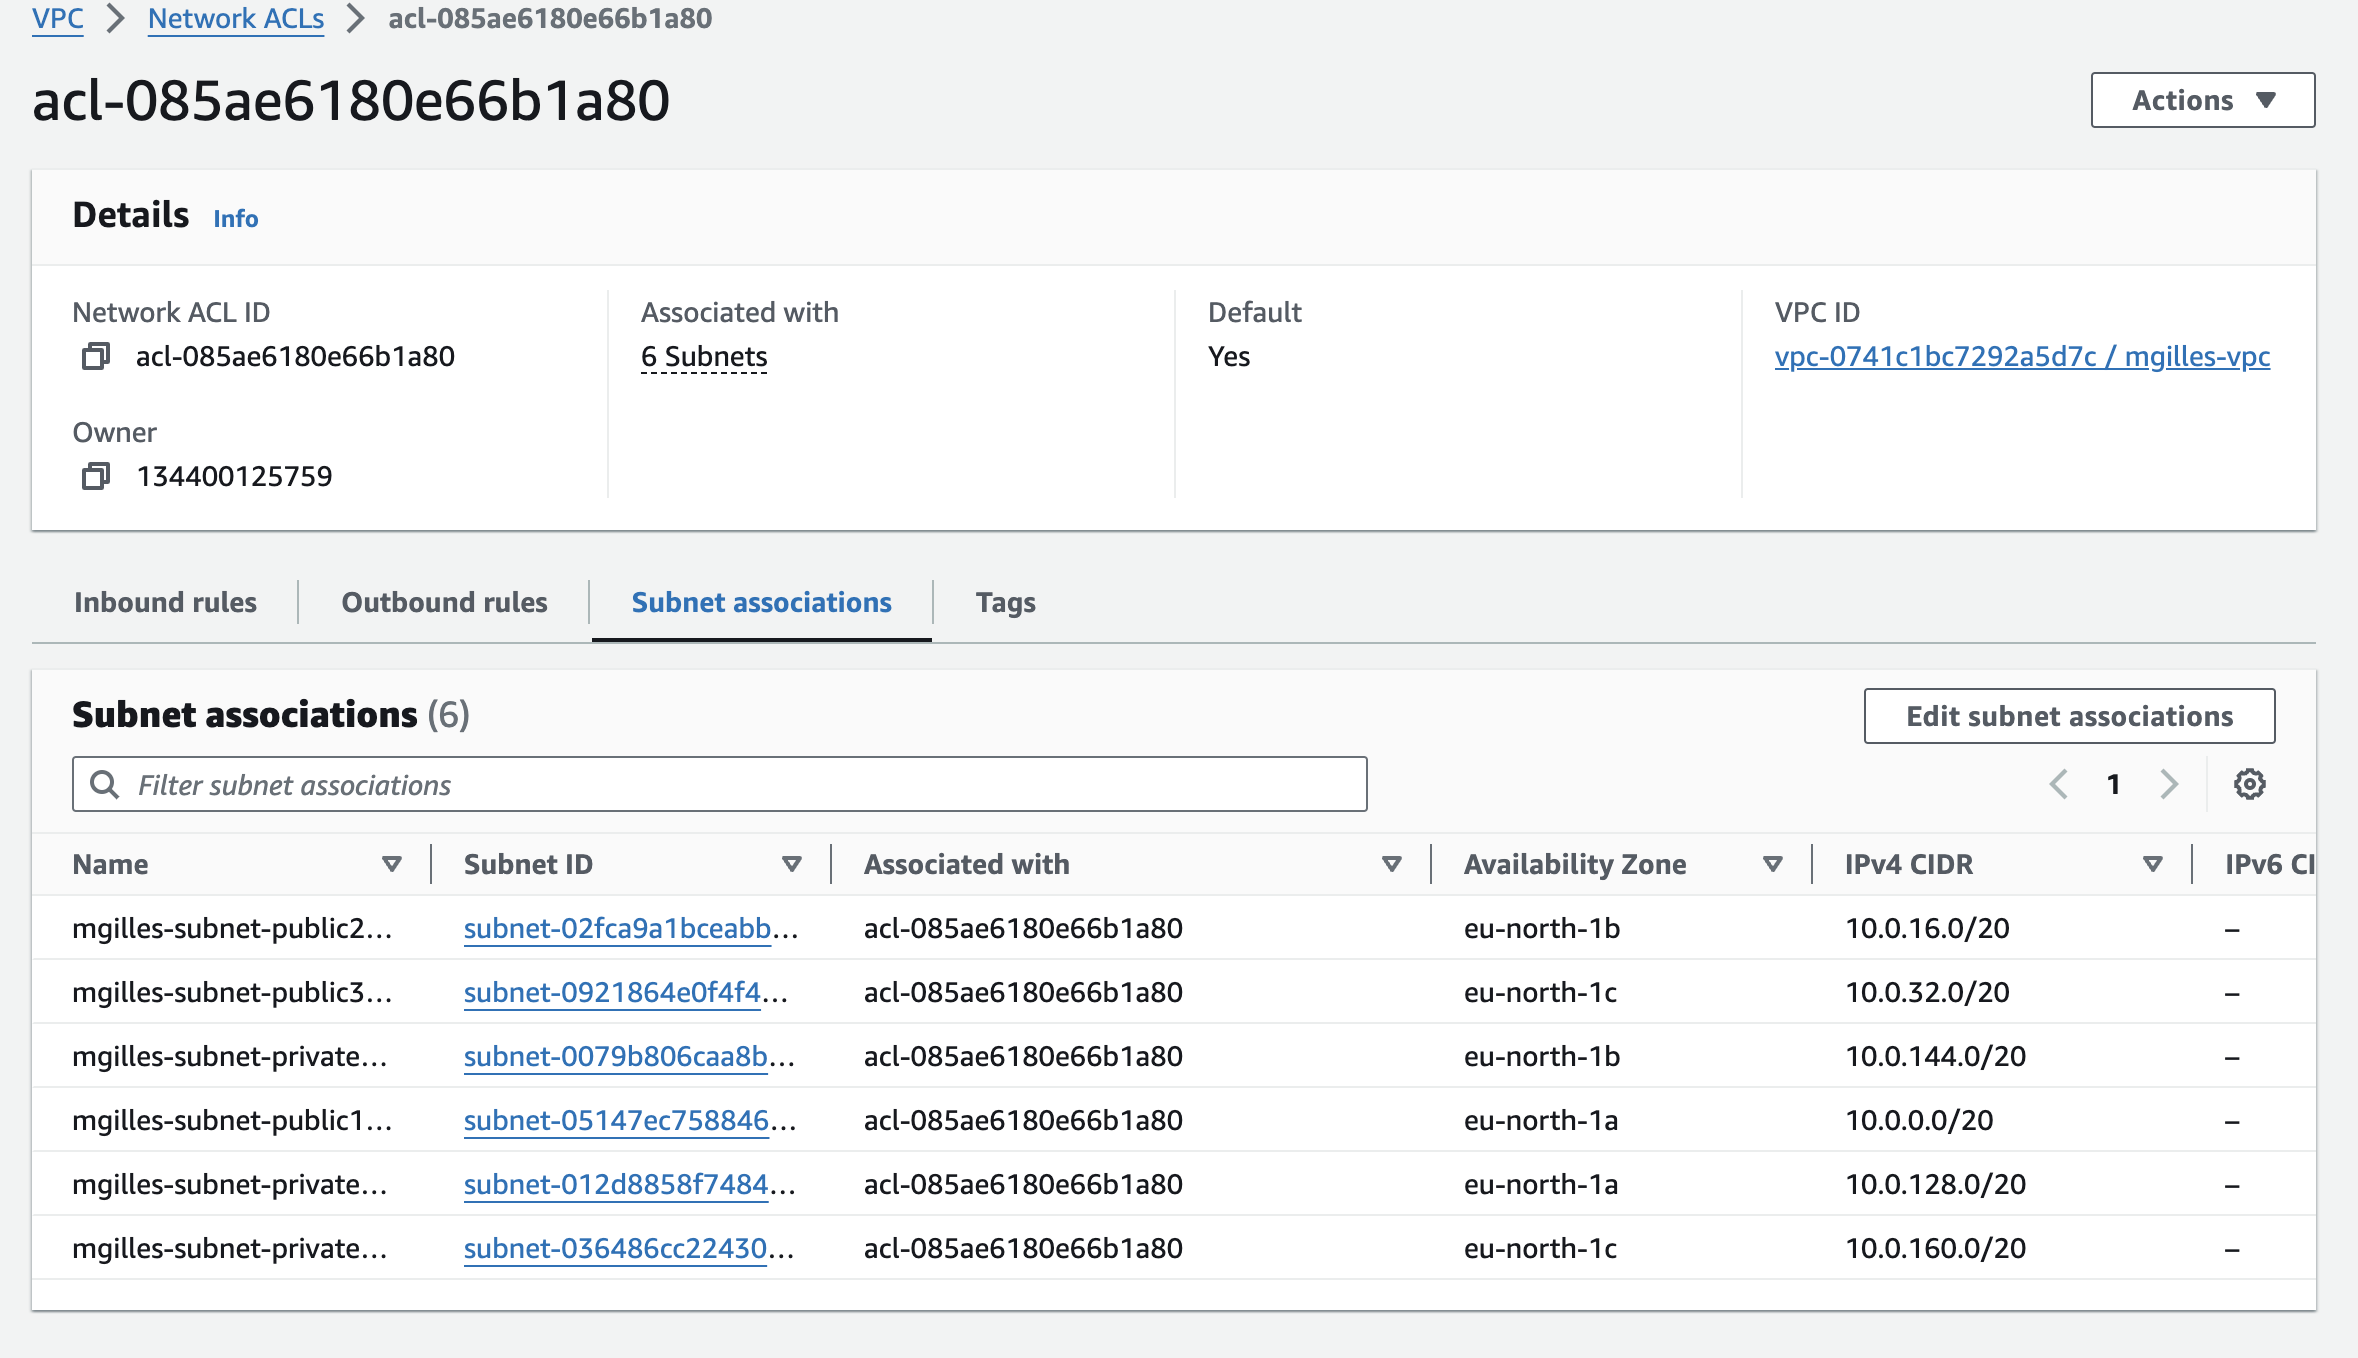 VPC > Network ACLs > acl-085ae6180e66b1a80
acl-085ae6180e66b1a80
Actions
Details Info
Network ACL ID
acl-085ae6180e66b1a80
Owner
134400125759
Associated with
6 Subnets
Default
Yes
VPC ID
vpc-0741c1bc7292a5d7c / mgilles-vpc
Inbound rules
Outbound rules
Subnet associations
Tags
Subnet associations (6)
Edit subnet associations
Filter subnet associations
1
Name Subnet ID Associated with Availability Zone IPv4 CIDR IPv6 CI
mgilles-subnet-public2... subnet-02fca9a1bceabb... acl-085ae6180e66b1a80 eu-north-1b 10.0.16.0/20 –
mgilles-subnet-public3... subnet-0921864e0f4f4... acl-085ae6180e66b1a80 eu-north-1c 10.0.32.0/20 –
mgilles-subnet-private... subnet-0079b806caa8b... acl-085ae6180e66b1a80 eu-north-1b 10.0.144.0/20 –
mgilles-subnet-public1... subnet-05147ec758846... acl-085ae6180e66b1a80 eu-north-1a 10.0.0.0/20 –
mgilles-subnet-private... subnet-012d8858f7484... acl-085ae6180e66b1a80 eu-north-1a 10.0.128.0/20 –
mgilles-subnet-private... subnet-036486cc22430... acl-085ae6180e66b1a80 eu-north-1c 10.0.160.0/20 –